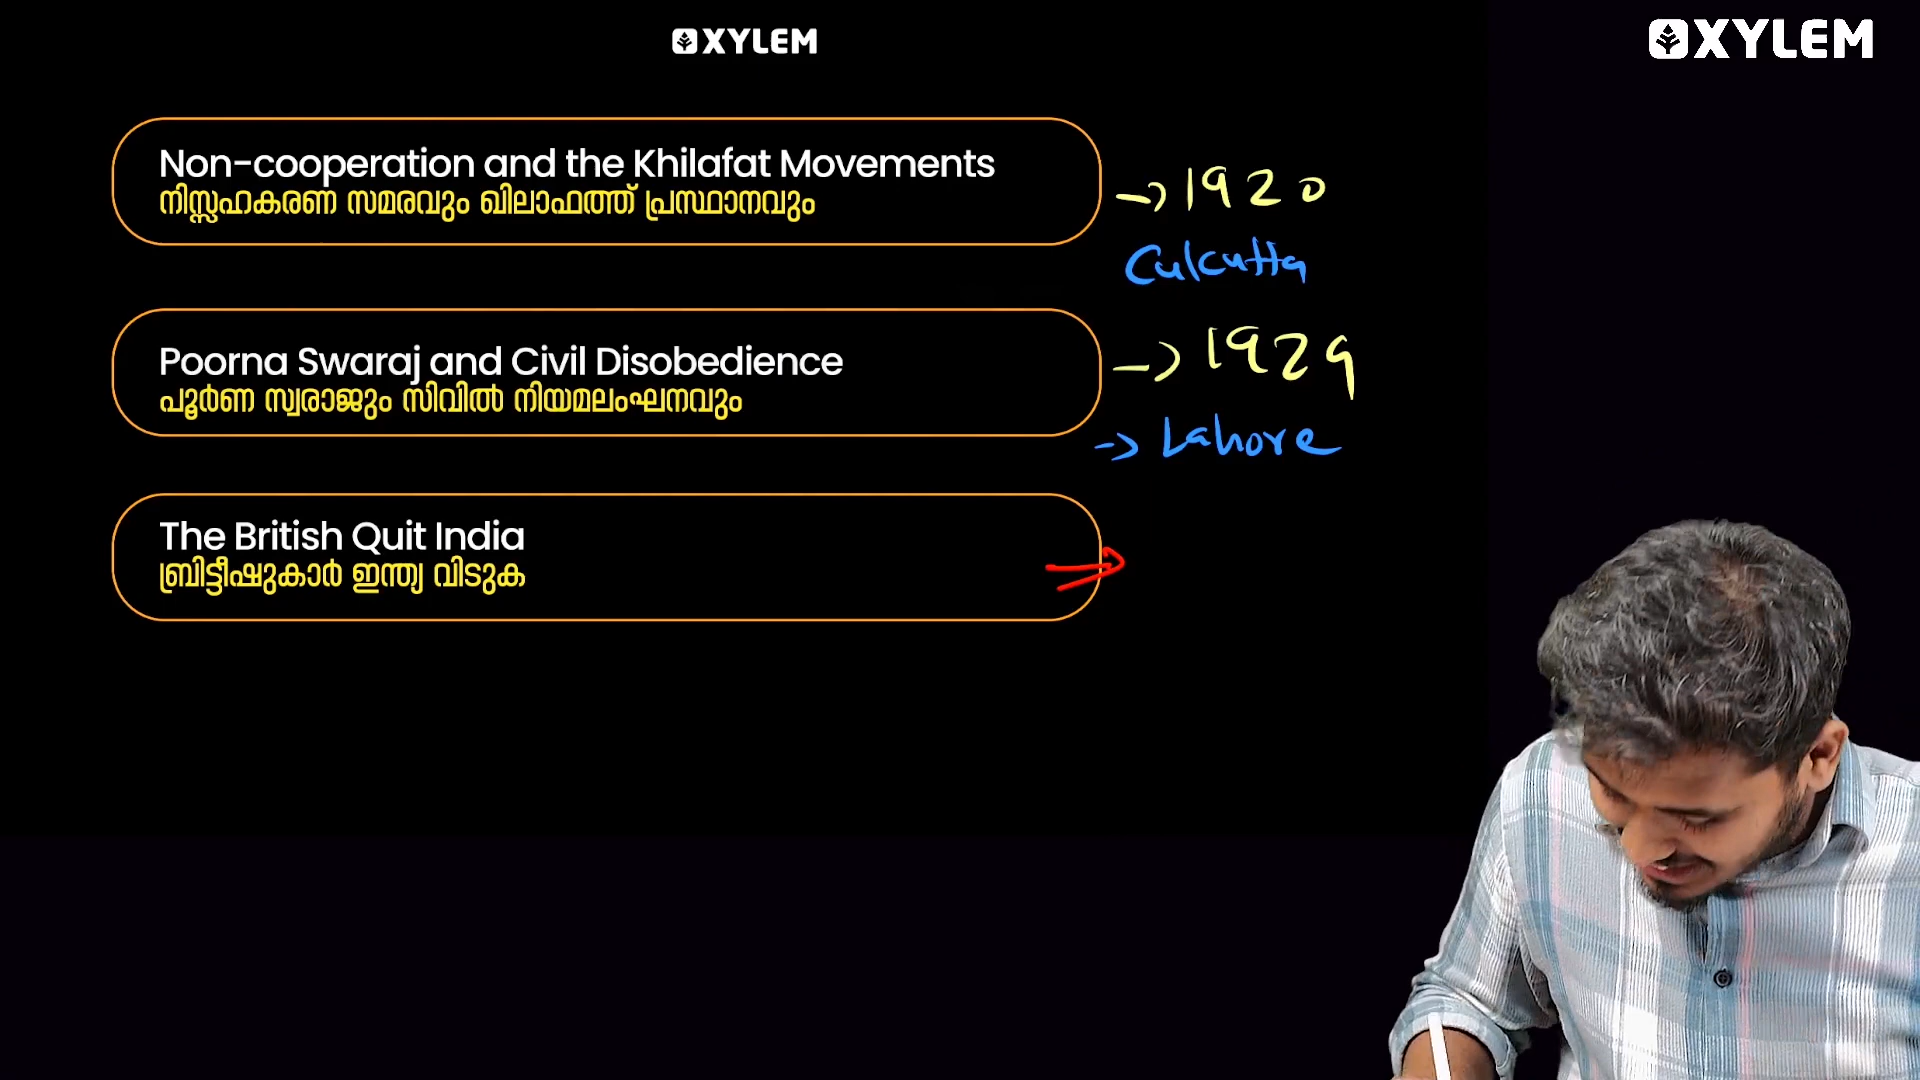 XYLEM
XYLEM
Non-cooperation and the Khilafat Movements
നിസ്സഹകരണ സമരവും ഖിലാഫത്ത് പ്രസ്ഥാനവും
→ 1920
Culcutta
Poorna Swaraj and Civil Disobedience
പൂർണ സ്വരാജും സിവിൽ നിയമലംഘനവും
→ 1929
→ Lahore
The British Quit India
ബ്രിട്ടീഷുകാർ ഇന്ത്യ വിടുക